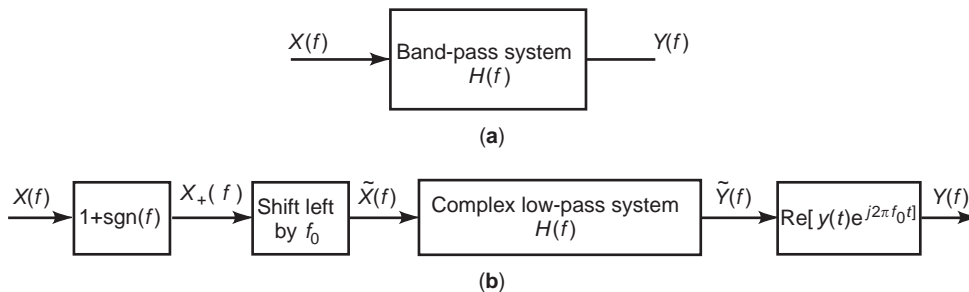 X(f)
Band-pass system
H(f)
Y(f)
(a)
X(f)
1+sgn(f)
X₊( f)
Shift left
by f₀
X̃(f)
Complex low-pass system
H(f)
Ỹ(f)
Re[ y(t)e^{j2πf₀t}]
Y(f)
(b)